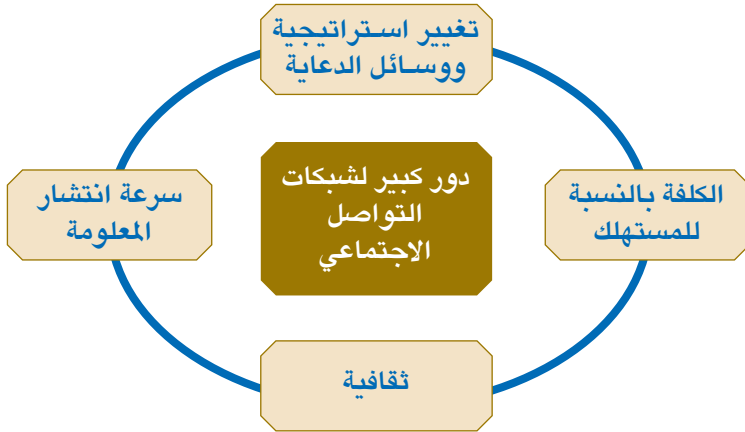 تغيير استراتيجية
ووسائل الدعاية
الكلفة بالنسبة
للمستهلك
دور كبير لشبكات
التواصل
الاجتماعي
سرعة انتشار
المعلومة
ثقافية